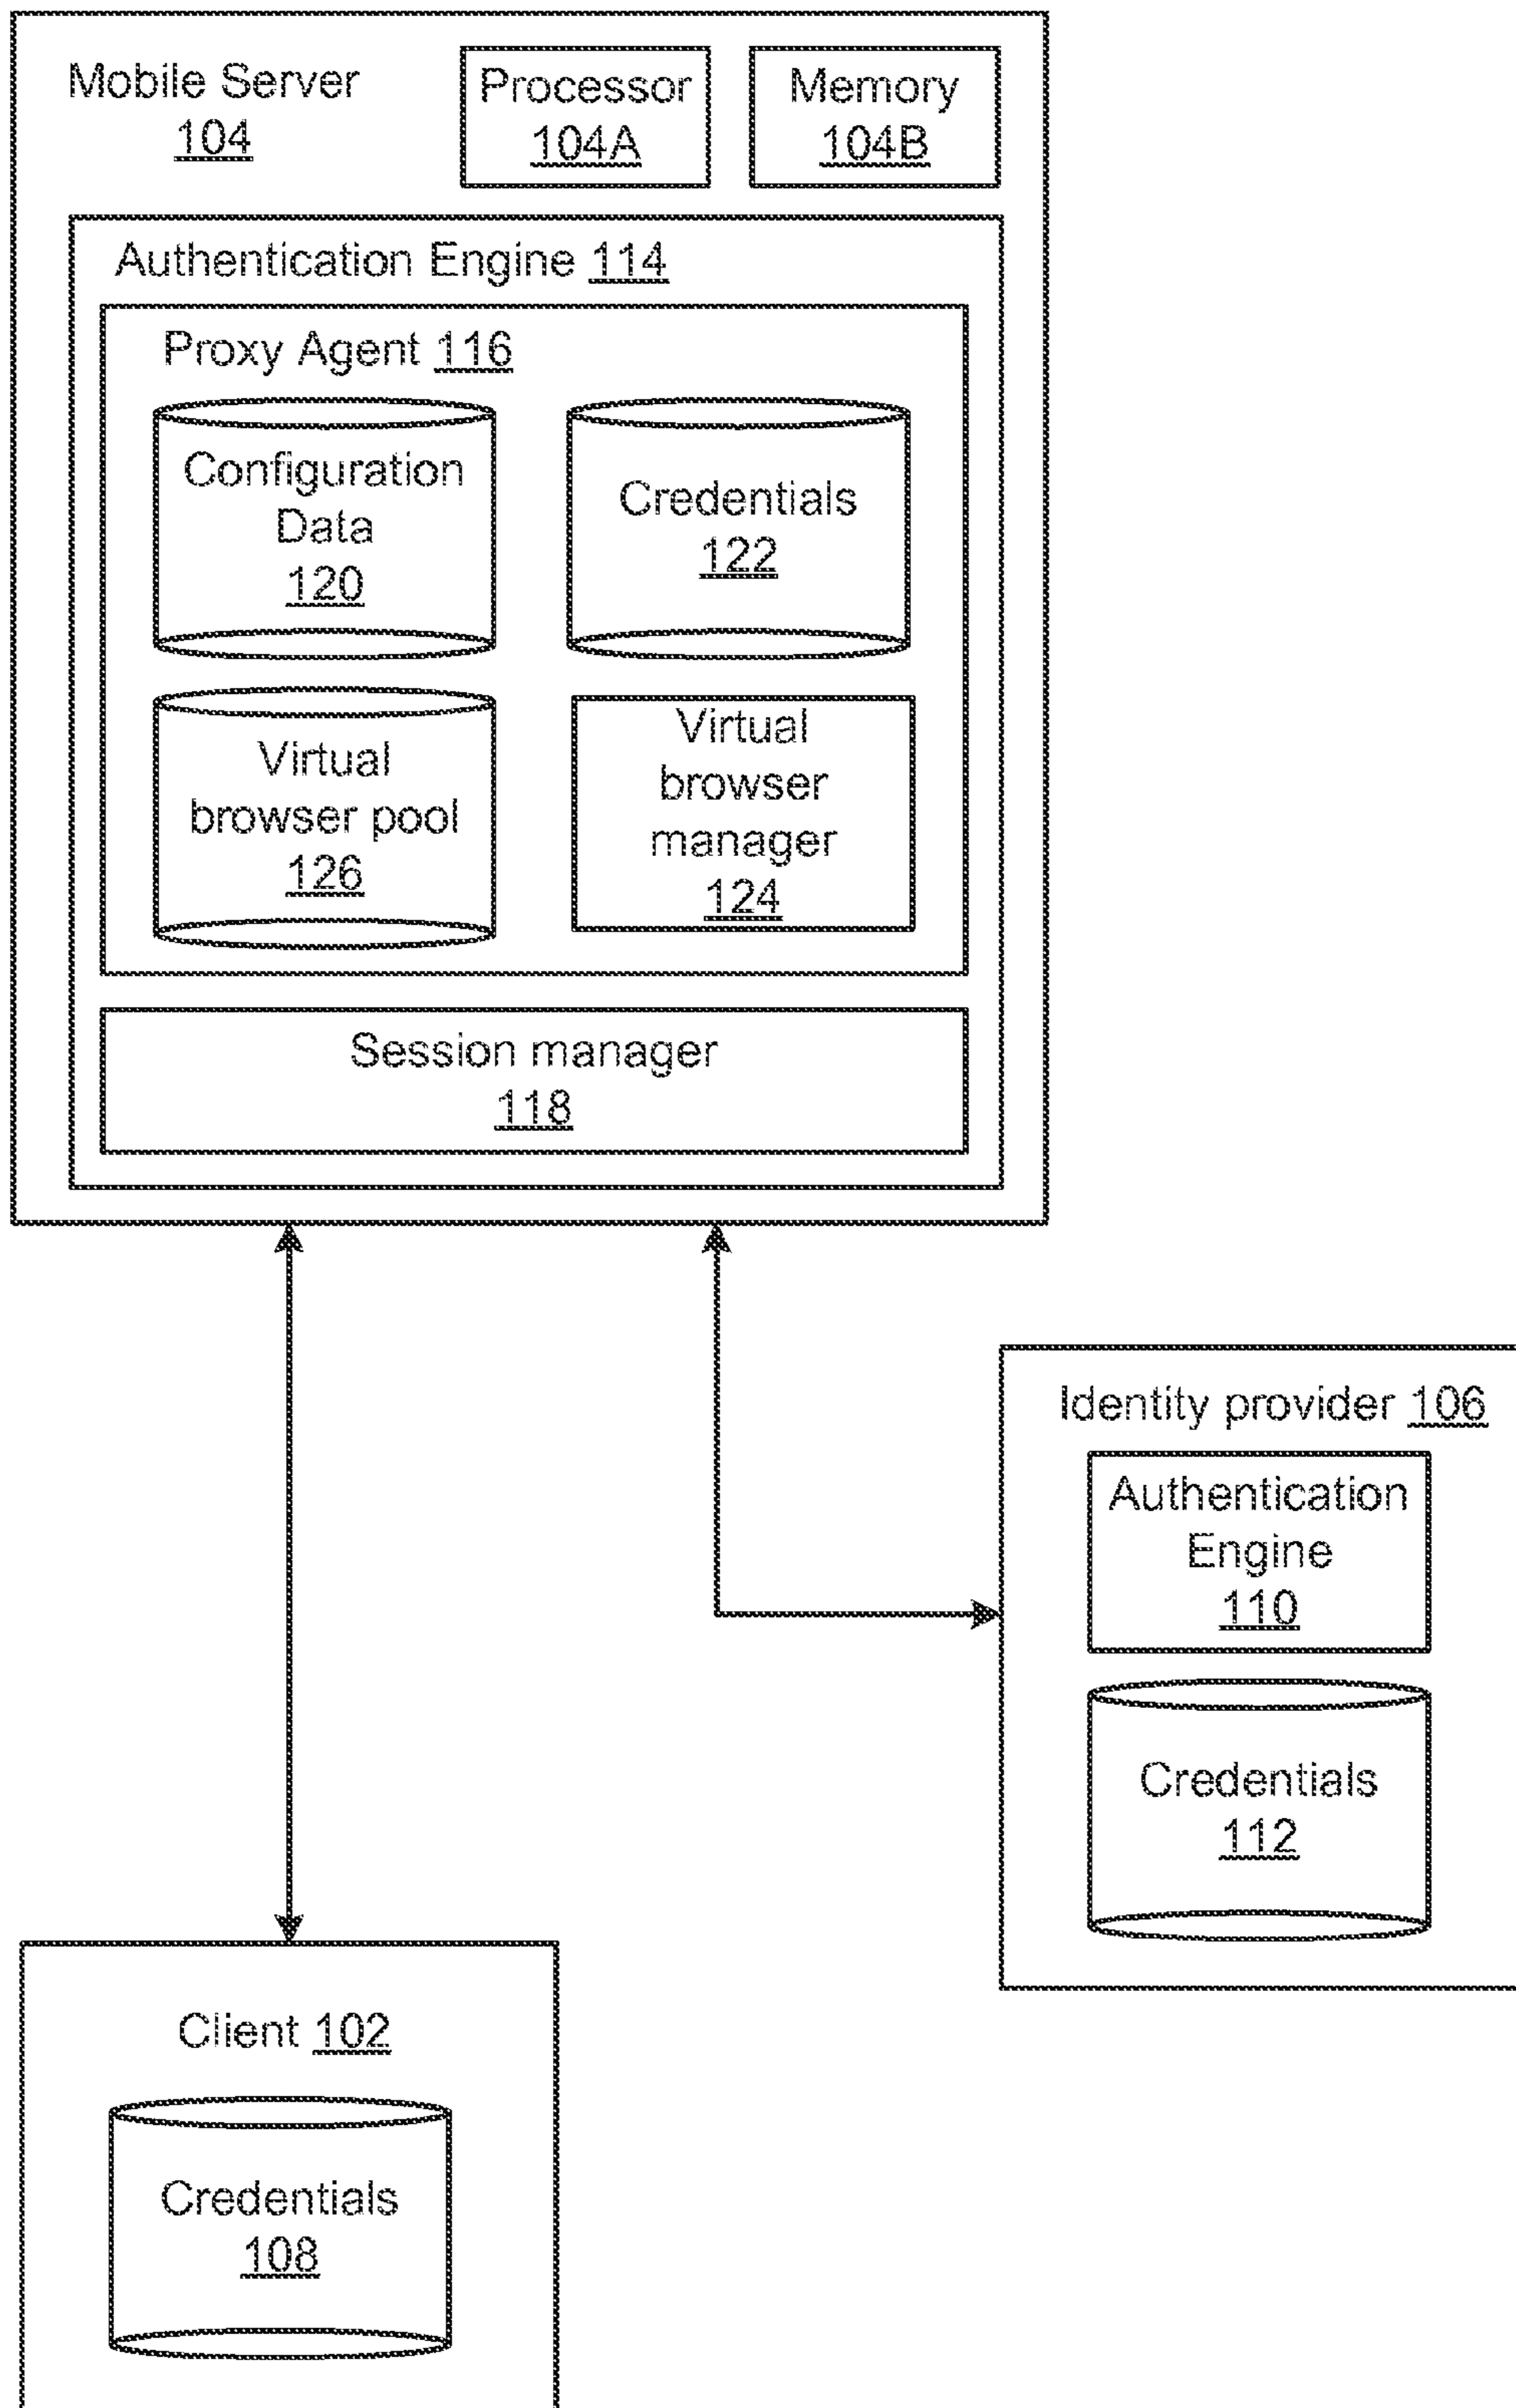 Mobile Server
104
Processor
104A
Memory
104B
Authentication Engine 114
Proxy Agent 116
Configuration
Data
120
Credentials
122
Virtual
browser pool
126
Virtual
browser
manager
124
Session manager
118
Identity provider 106
Authentication
Engine
110
Credentials
112
Client 102
Credentials
108